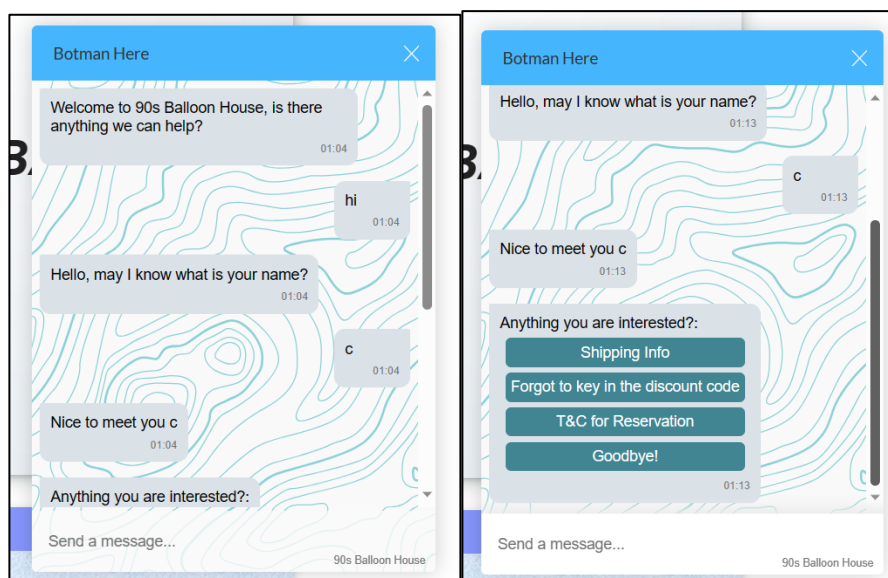 Botman Here
Welcome to 90s Balloon House, is there
anything we can help?
01:04
hi
01:04
Hello, may I know what is your name?
01:04
c
01:04
Nice to meet you c
01:04
Anything you are interested?:
Send a message...
90s Balloon House
Botman Here
Hello, may I know what is your name?
01:13
c
01:13
Nice to meet you c
01:13
Anything you are interested?:
Shipping Info
Forgot to key in the discount code
T&C for Reservation
Goodbye!
01:13
Send a message...
90s Balloon House